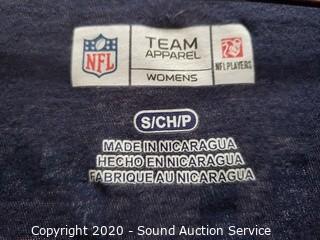 NFL
TEAM
APPAREL
WOMENS
NFL PLAYERS
S/CH/P
MADE IN NICARAGUA
HECHO EN NICARAGUA
FABRIQUE AU NICARAGUA
Copyright 2020 - Sound Auction Service